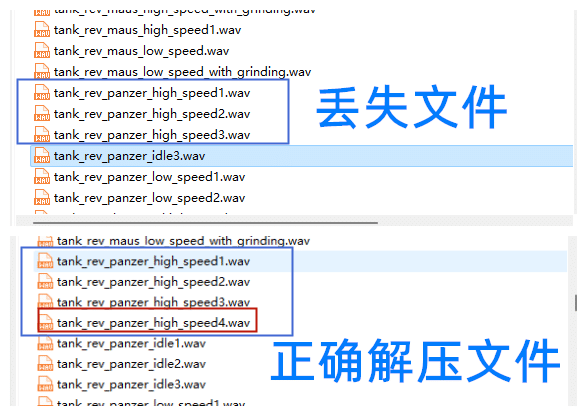 tank_rev_maus_high_speed_with_grinding.wav
tank_rev_maus_high_speed1.wav
tank_rev_maus_low_speed.wav
tank_rev_maus_low_speed_with_grinding.wav
tank_rev_panzer_high_speed1.wav
tank_rev_panzer_high_speed2.wav
tank_rev_panzer_high_speed3.wav
丢失文件
tank_rev_panzer_idle3.wav
tank_rev_panzer_low_speed1.wav
tank_rev_panzer_low_speed2.wav
tank_rev_maus_low_speed_with_grinding.wav
tank_rev_panzer_high_speed1.wav
tank_rev_panzer_high_speed2.wav
tank_rev_panzer_high_speed3.wav
tank_rev_panzer_high_speed4.wav
tank_rev_panzer_idle1.wav
tank_rev_panzer_idle2.wav
tank_rev_panzer_idle3.wav
正确解压文件
tank_rev_panzer_low_speed1.wav